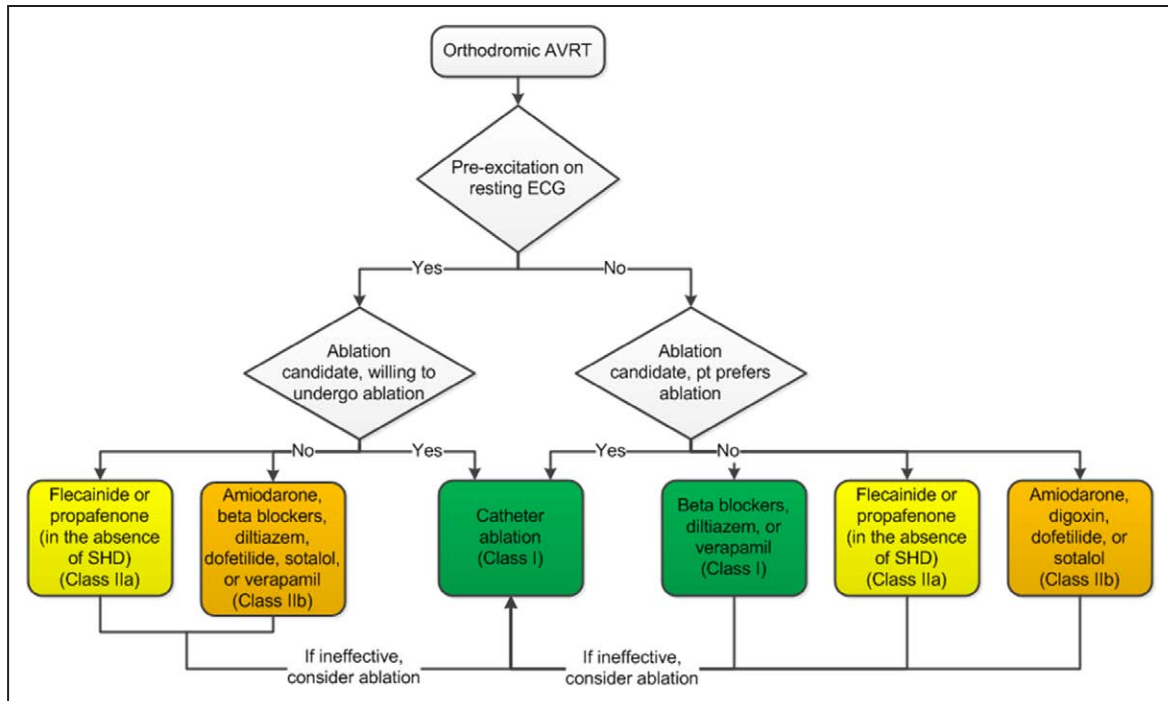 Orthodromic AVRT
Pre-excitation on
resting ECG
Yes
No
Ablation
candidate, willing to
undergo ablation
Ablation
candidate, pt prefers
ablation
No
Yes
Yes
No
Flecainide or
propafenone
(in the absence
of SHD)
(Class IIa)
Amiodarone,
beta blockers,
diltiazem,
dofetilide, sotalol,
or verapamil
(Class IIb)
Catheter
ablation
(Class I)
Beta blockers,
diltiazem, or
verapamil
(Class I)
Flecainide or
propafenone
(in the absence
of SHD)
(Class IIa)
Amiodarone,
digoxin,
dofetilide, or
sotalol
(Class IIb)
If ineffective,
consider ablation
If ineffective,
consider ablation